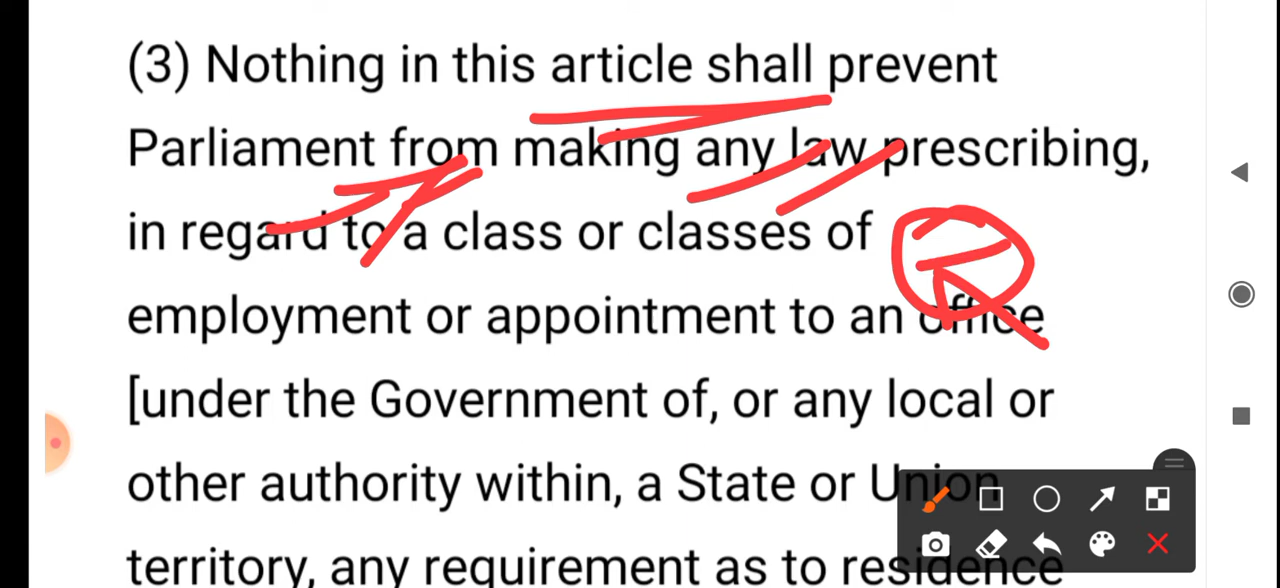 (3) Nothing in this article shall prevent
Parliament from making any law prescribing,
in regard to a class or classes of
employment or appointment to an office
[under the Government of, or any local or
other authority within, a State or Union
territory, any requirement as to residence